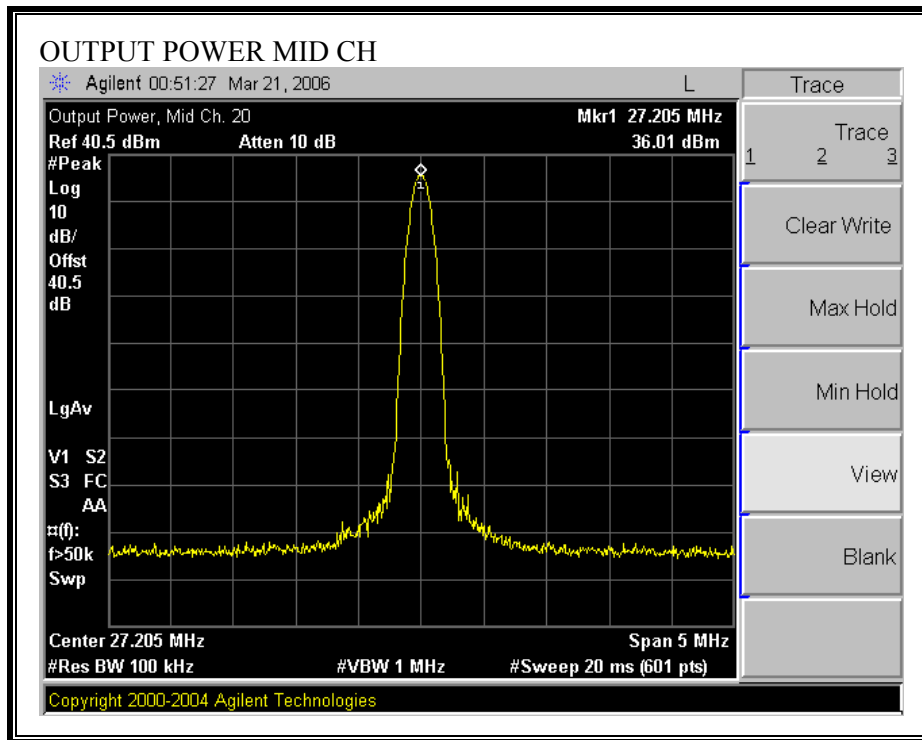 OUTPUT POWER MID CH
Agilent 00:51:27 Mar 21, 2006 L
Trace
Output Power, Mid Ch. 20 Mkr1 27.205 MHz
Ref 40.5 dBm Atten 10 dB 36.01 dBm
#Peak
Log
10
dB/
Offst
40.5
dB
LgAv
V1 S2
S3 FC
AA
¤(f):
f>50k
Swp
1
Center 27.205 MHz Span 5 MHz
#Res BW 100 kHz #VBW 1 MHz #Sweep 20 ms (601 pts)
Copyright 2000-2004 Agilent Technologies
Trace
1 2 3
Clear Write
Max Hold
Min Hold
View
Blank